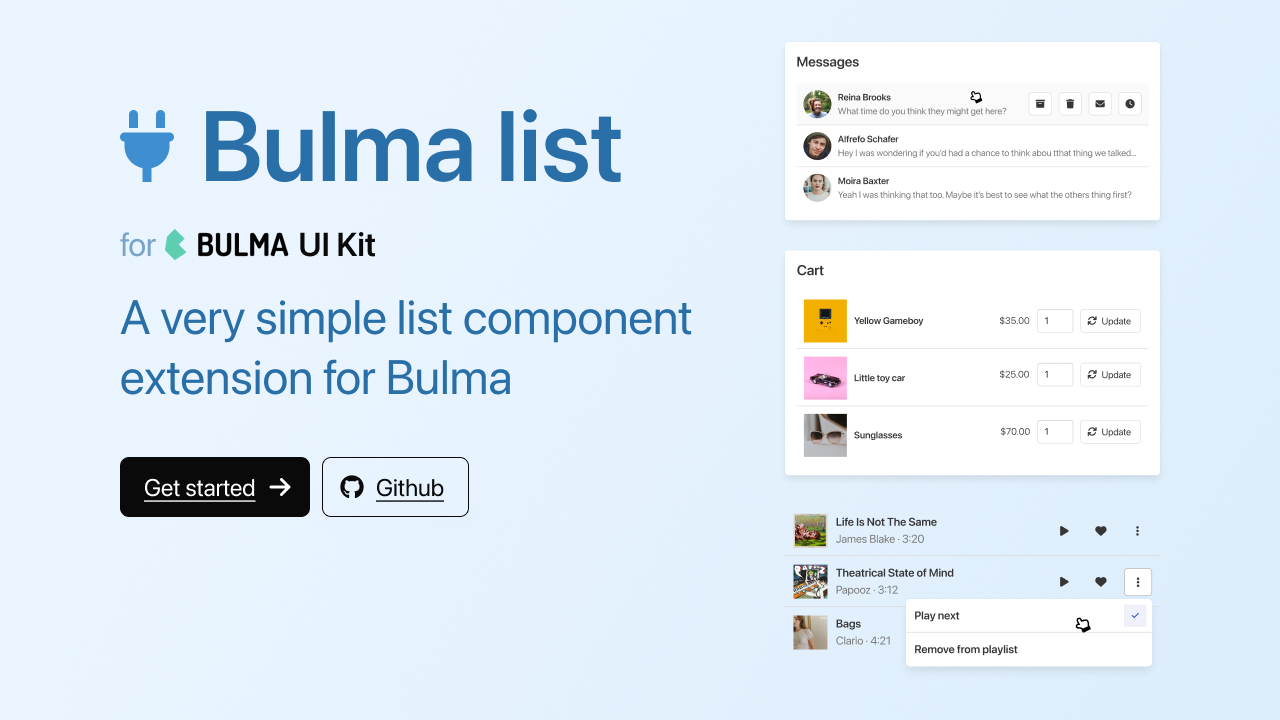 Bulma list
for BULMA UI Kit
A very simple list component
extension for Bulma
Get started
Github
Messages
Reina Brooks
What time do you think they might get here?
Alfrefo Schafer
Hey I was wondering if you'd had a chance to think abou tthat thing we talked...
Moira Baxter
Yeah I was thinking that too. Maybe it's best to see what the others thing first?
Cart
Yellow Gameboy $35.00 1 Update
Little toy car $25.00 1 Update
Sunglasses $70.00 1 Update
Life Is Not The Same
James Blake · 3:20
Theatrical State of Mind
Papooz · 3:12
Bags
Clario · 4:21
Play next
Remove from playlist